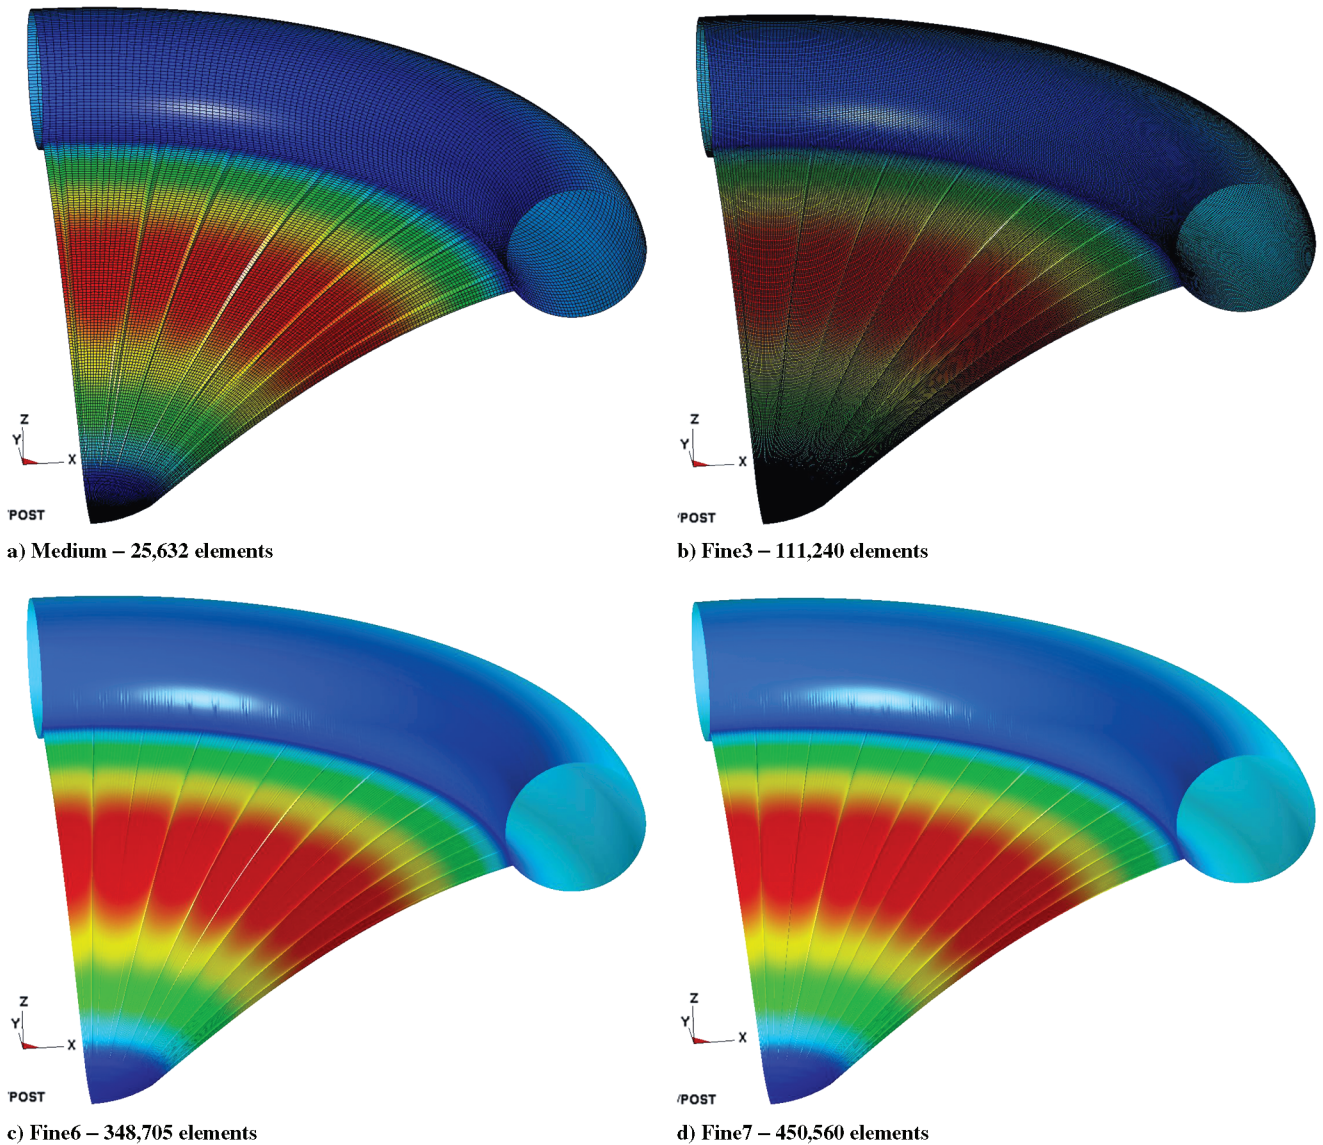 Z
Y
X
POST
a) Medium – 25,632 elements
Z
Y
X
/POST
b) Fine3 – 111,240 elements
Z
Y
X
POST
c) Fine6 – 348,705 elements
Z
Y
X
/POST
d) Fine7 – 450,560 elements